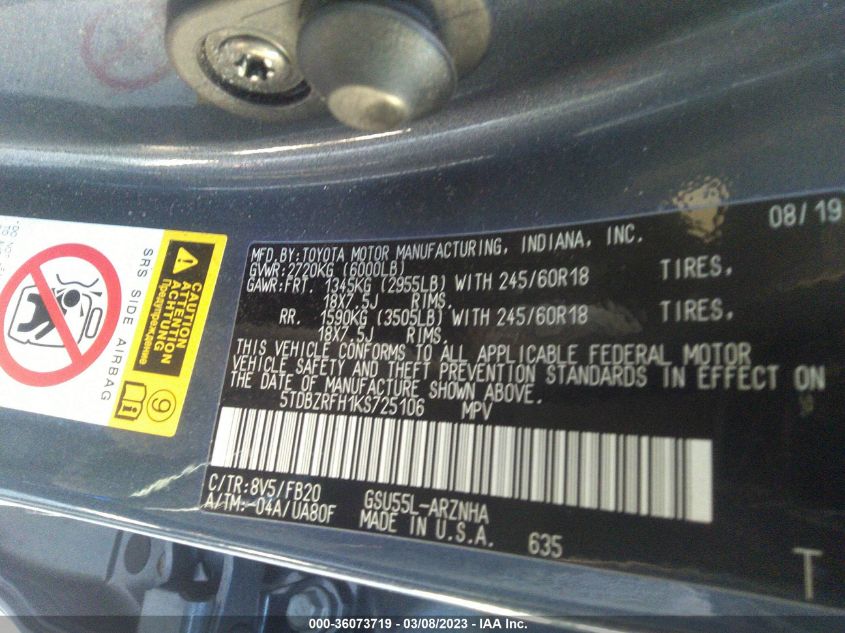 08/19
MFD.BY:TOYOTA MOTOR MANUFACTURING, INDIANA, INC.
GVWR:2720KG (6000LB)
GAWR:FRT. 1345KG (2955LB) WITH 245/60R18 TIRES,
18X7.5J RIMS.
RR. 1590KG (3505LB) WITH 245/60R18 TIRES,
18X7.5J RIMS.
THIS VEHICLE CONFORMS TO ALL APPLICABLE FEDERAL MOTOR
VEHICLE SAFETY AND THEFT PREVENTION STANDARDS IN EFFECT ON
THE DATE OF MANUFACTURE SHOWN ABOVE.
5TDBZRFH1KS725106 MPV
C/TR:8V5/FB20
A/TM:-04A/UA80F
GSU55L-ARZNHA
MADE IN U.S.A.
635
T
SRS SIDE AIRBAG
CAUTION
ATTENTION
ACHTUNG
Предупреждение
9
000-36073719 - 03/08/2023 - IAA Inc.